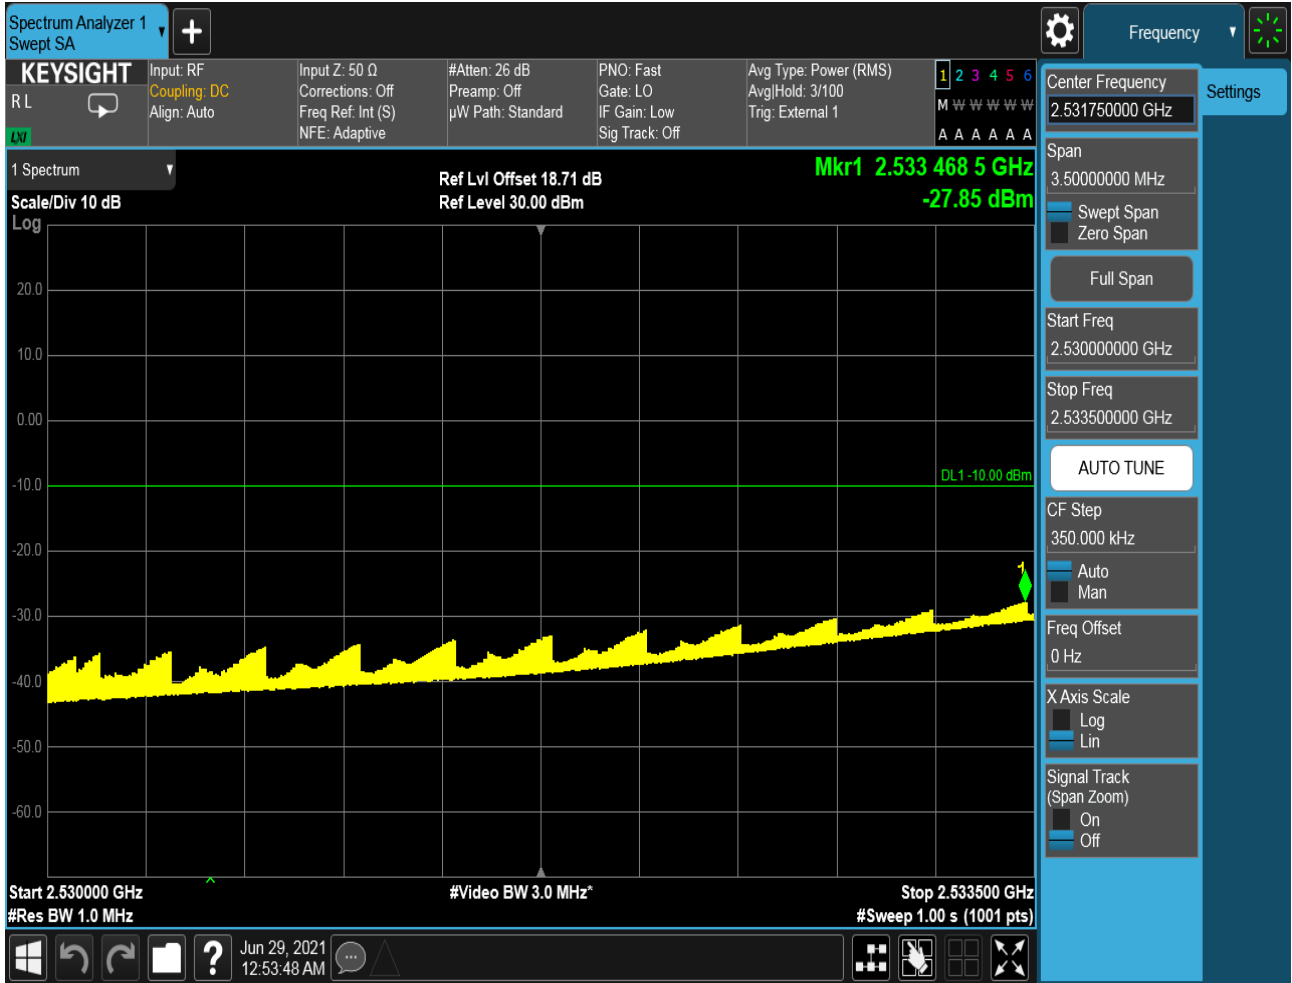 Spectrum Analyzer 1
Swept SA
Frequency
KEYSIGHT
R L
LXI
Input: RF
Coupling: DC
Align: Auto
Input Z: 50 Ω
Corrections: Off
Freq Ref: Int (S)
NFE: Adaptive
#Atten: 26 dB
Preamp: Off
µW Path: Standard
PNO: Fast
Gate: LO
IF Gain: Low
Sig Track: Off
Avg Type: Power (RMS)
Avg|Hold: 3/100
Trig: External 1
1 2 3 4 5 6
M W W W W W
A A A A A A
1 Spectrum
Scale/Div 10 dB
Log
Ref Lvl Offset 18.71 dB
Ref Level 30.00 dBm
Mkr1 2.533 468 5 GHz
-27.85 dBm
20.0
10.0
0.00
-10.0
DL1 -10.00 dBm
-20.0
1
-30.0
-40.0
-50.0
-60.0
Start 2.530000 GHz
#Video BW 3.0 MHz*
Stop 2.533500 GHz
#Res BW 1.0 MHz
#Sweep 1.00 s (1001 pts)
?
Jun 29, 2021
12:53:48 AM
Center Frequency
2.531750000 GHz
Settings
Span
3.50000000 MHz
Swept Span
Zero Span
Full Span
Start Freq
2.530000000 GHz
Stop Freq
2.533500000 GHz
AUTO TUNE
CF Step
350.000 kHz
Auto
Man
Freq Offset
0 Hz
X Axis Scale
Log
Lin
Signal Track
(Span Zoom)
On
Off